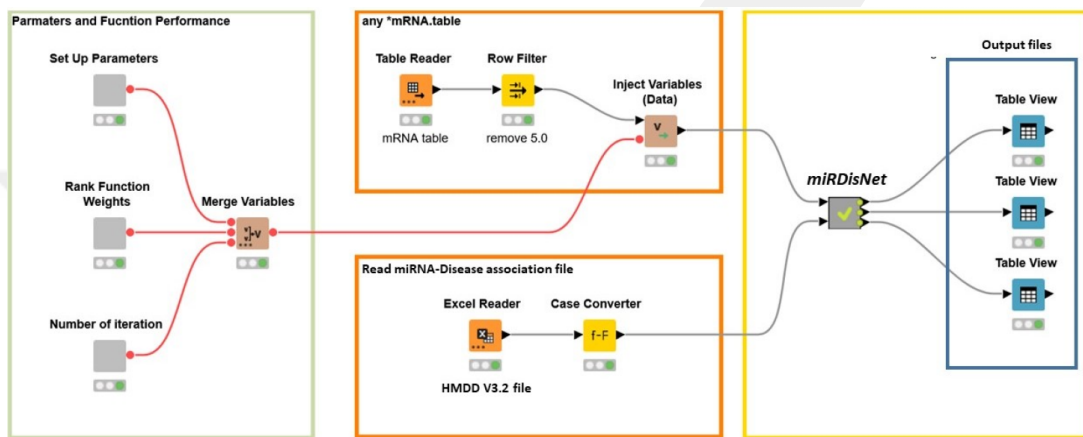 Parmaters and Fucntion Performance
Set Up Parameters
Rank Function
Weights
Merge Variables
Number of iteration
any *mRNA.table
Table Reader
Row Filter
Inject Variables
(Data)
mRNA table
remove 5.0
Read miRNA-Disease association file
Excel Reader
Case Converter
HMDD V3.2 file
miRDisNet
Output files
Table View
Table View
Table View